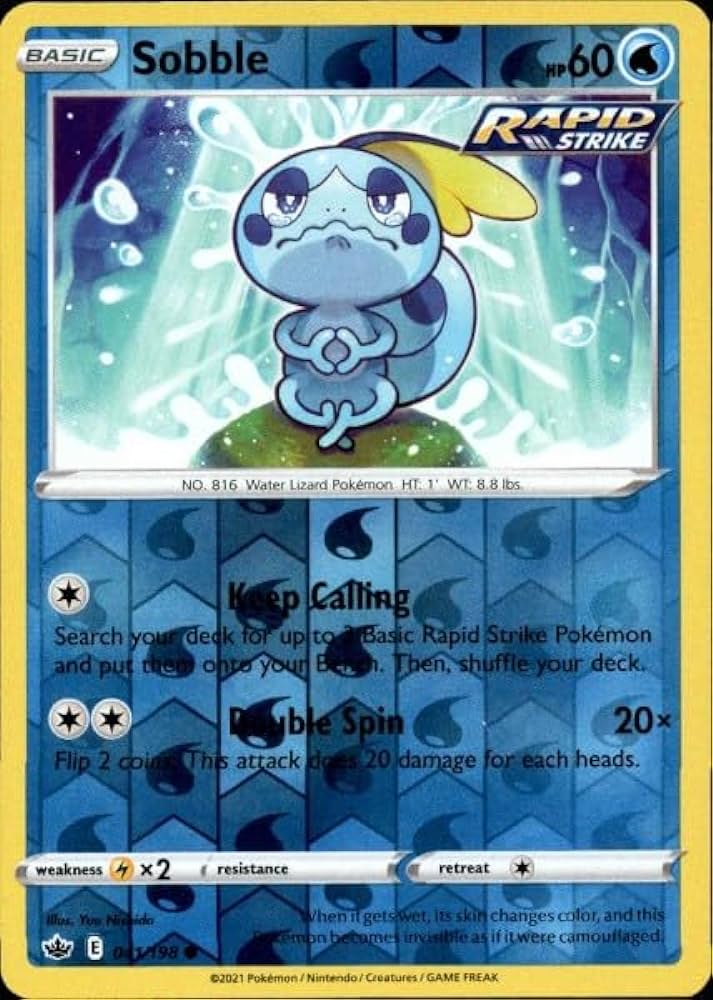 BASIC Sobble HP60
RAPID
STRIKE
NO. 816 Water Lizard Pokémon HT: 1' WT: 8.8 lbs.
Keep Calling
Search your deck for up to Basic Rapid Strike Pokémon
and put them onto your Bench. Then, shuffle your deck.
Double Spin 20×
Flip 2 coins. This attack does 20 damage for each heads.
weakness ×2 resistance retreat
Illus. Yuu Nishida
When it gets wet, its skin changes color, and this
Pokémon becomes invisible as if it were camouflaged.
E 041/198
©2021 Pokémon / Nintendo / Creatures / GAME FREAK